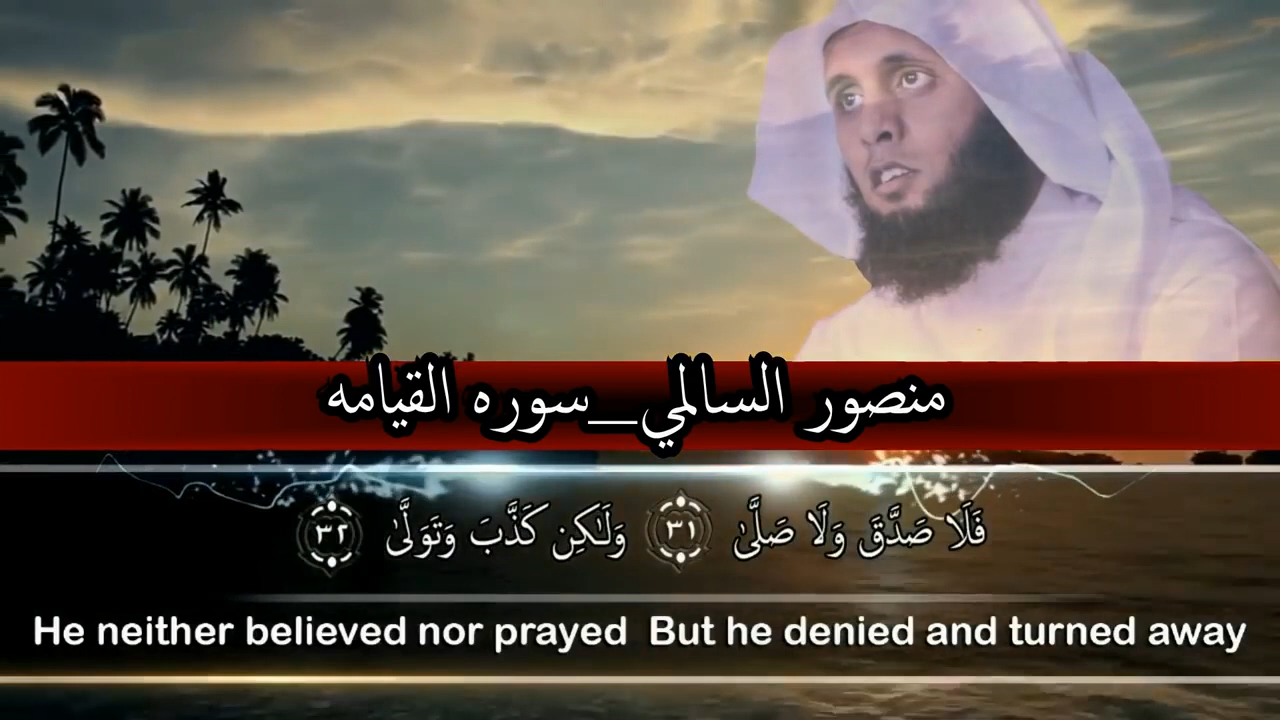 منصور السالمي_سوره القيامه
فَلَا صَدَّقَ وَلَا صَلَّىٰ ٣١ وَلَٰكِن كَذَّبَ وَتَوَلَّىٰ ٣٢
He neither believed nor prayed But he denied and turned away